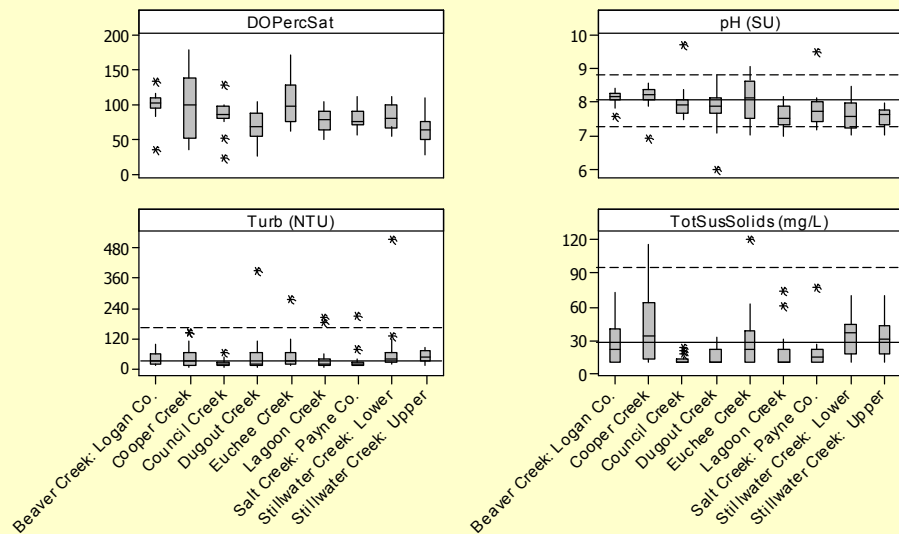 DOPercSat
200
150
100
50
0
pH (SU)
10
9
8
7
6
Turb (NTU)
480
360
240
120
0
TotSusSolids (mg/L)
120
90
60
30
0
Beaver Creek: Logan Co.
Cooper Creek
Council Creek
Dugout Creek
Euchee Creek
Lagoon Creek
Salt Creek: Payne Co.
Stillwater Creek: Lower
Stillwater Creek: Upper
Beaver Creek: Logan Co.
Cooper Creek
Council Creek
Dugout Creek
Euchee Creek
Lagoon Creek
Salt Creek: Payne Co.
Stillwater Creek: Lower
Stillwater Creek: Upper